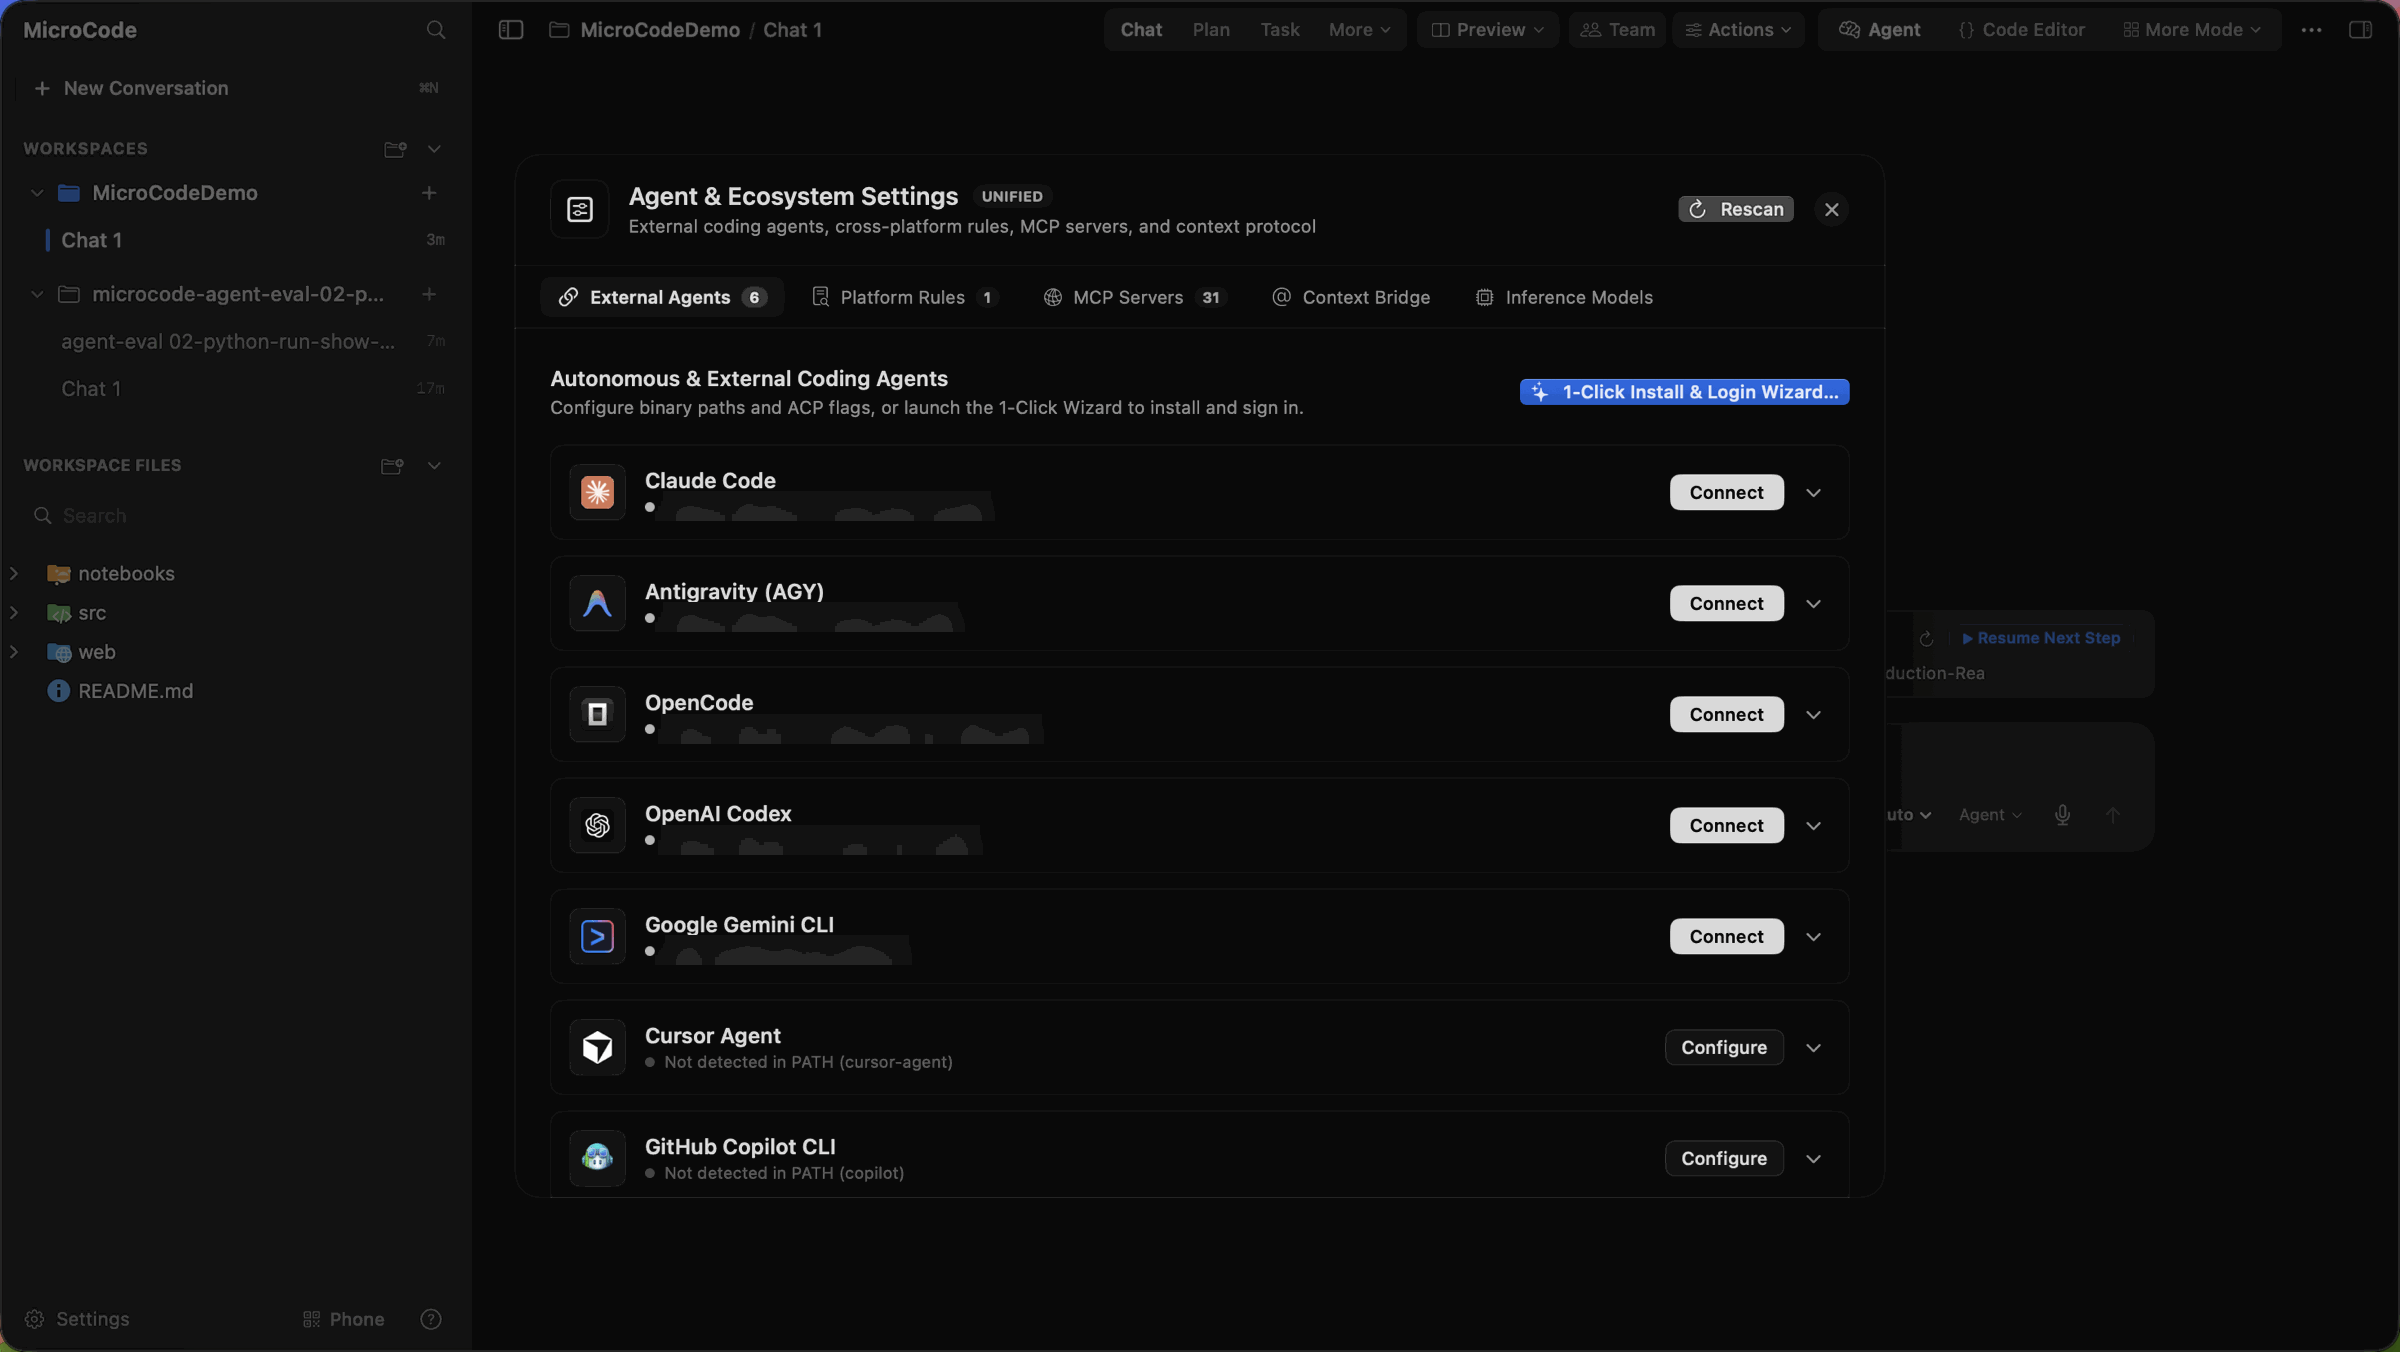 MicroCode
New Conversation
⌘N
WORKSPACES
MicroCodeDemo
Chat 1
3m
microcode-agent-eval-02-p...
agent-eval 02-python-run-show-...
7m
Chat 1
17m
WORKSPACE FILES
Search
notebooks
src
web
README.md
Settings
Phone
MicroCodeDemo / Chat 1
Chat
Plan
Task
More
Preview
Team
Actions
Agent
{} Code Editor
More Mode
Agent & Ecosystem Settings
UNIFIED
External coding agents, cross-platform rules, MCP servers, and context protocol
Rescan
External Agents 6
Platform Rules 1
MCP Servers 31
Context Bridge
Inference Models
Autonomous & External Coding Agents
Configure binary paths and ACP flags, or launch the 1-Click Wizard to install and sign in.
1-Click Install & Login Wizard...
Claude Code
Connect
Antigravity (AGY)
Connect
OpenCode
Connect
OpenAI Codex
Connect
Google Gemini CLI
Connect
Cursor Agent
Not detected in PATH (cursor-agent)
Configure
GitHub Copilot CLI
Not detected in PATH (copilot)
Configure
Resume Next Step
duction-Rea
uto
Agent